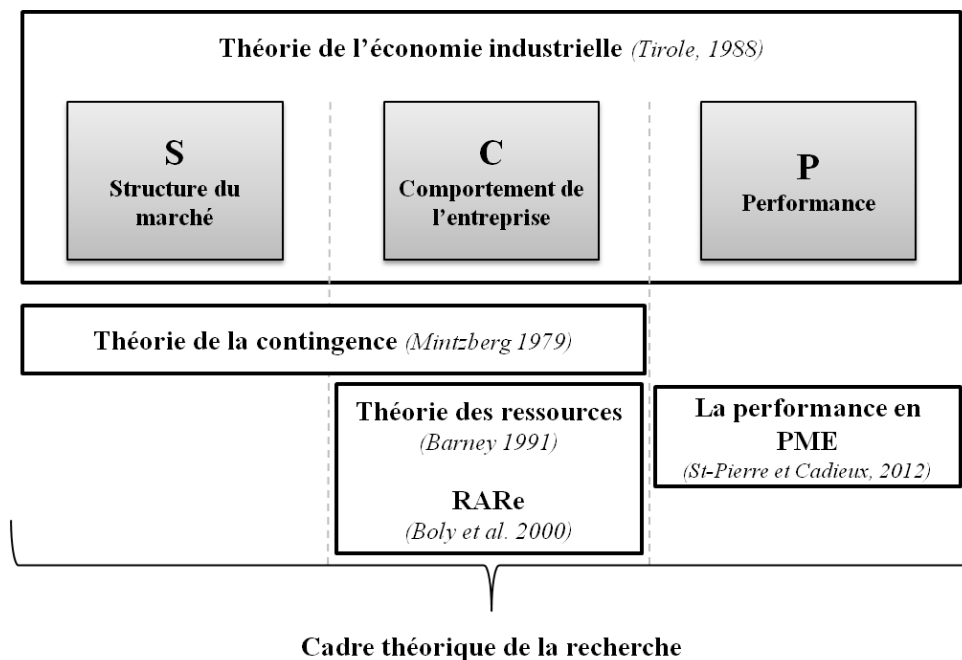 Théorie de l’économie industrielle (Tirole, 1988)
S
Structure du
marché
C
Comportement de
l’entreprise
P
Performance
Théorie de la contingence (Mintzberg 1979)
Théorie des ressources
(Barney 1991)
RARe
(Boly et al. 2000)
La performance en
PME
(St-Pierre et Cadieux, 2012)
Cadre théorique de la recherche